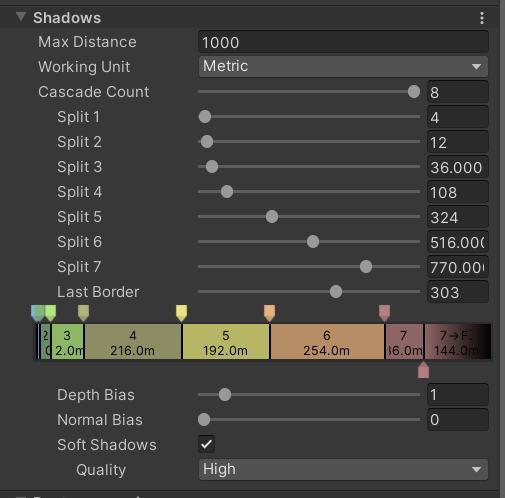 Shadows
Max Distance 1000
Working Unit Metric
Cascade Count 8
Split 1 4
Split 2 12
Split 3 36.000
Split 4 108
Split 5 324
Split 6 516.00
Split 7 770.00
Last Border 303
2 3 4 5 6 7 7→F.
2.0m 216.0m 192.0m 254.0m 36.0m 144.0m
Depth Bias 1
Normal Bias 0
Soft Shadows
Quality High